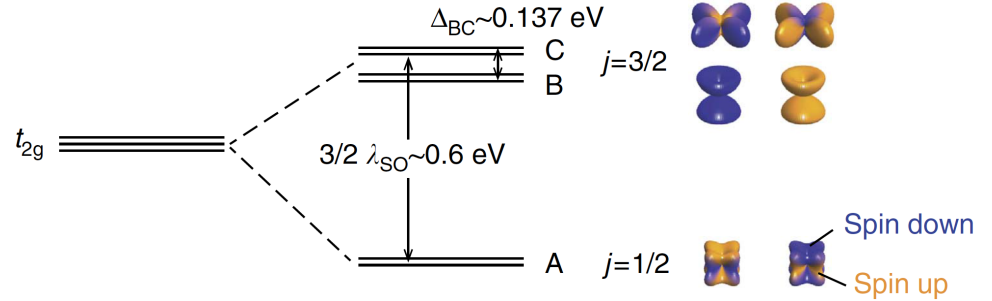 Δ_BC~0.137 eV
C
j=3/2
B
t_2g
3/2 λ_SO~0.6 eV
A
j=1/2
Spin down
Spin up